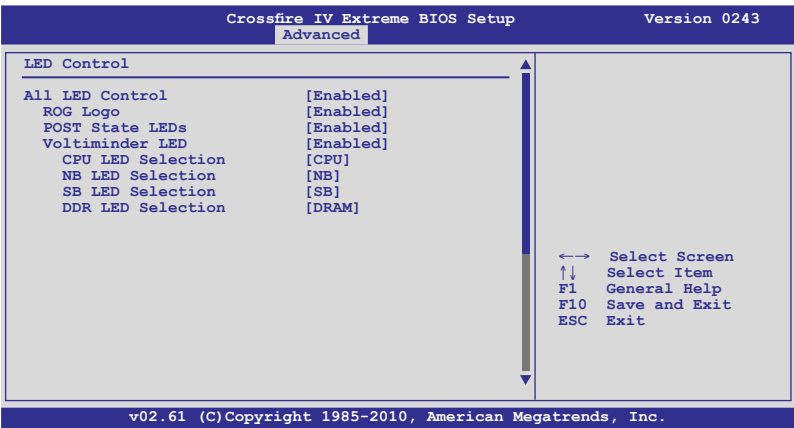 Crossfire IV Extreme BIOS Setup Version 0243
Advanced
LED Control
All LED Control [Enabled]
ROG Logo [Enabled]
POST State LEDs [Enabled]
Voltiminder LED [Enabled]
CPU LED Selection [CPU]
NB LED Selection [NB]
SB LED Selection [SB]
DDR LED Selection [DRAM]
←→ Select Screen
↑↓ Select Item
F1 General Help
F10 Save and Exit
ESC Exit
v02.61 (C)Copyright 1985-2010, American Megatrends, Inc.